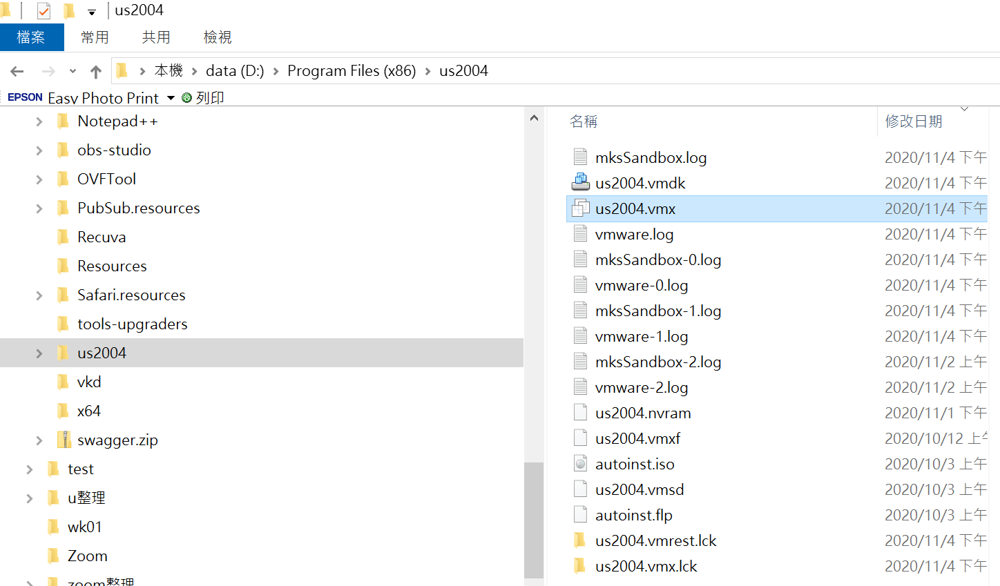 us2004
檔案 常用 共用 檢視
本機 data (D:) Program Files (x86) us2004
EPSON Easy Photo Print 列印
Notepad++
obs-studio
OVFTool
PubSub.resources
Recuva
Resources
Safari.resources
tools-upgraders
us2004
vkd
x64
swagger.zip
test
u整理
wk01
Zoom
zoom整理
名稱 修改日期
mksSandbox.log 2020/11/4 下午
us2004.vmdk 2020/11/4 下午
us2004.vmx 2020/11/4 下午
vmware.log 2020/11/4 下午
mksSandbox-0.log 2020/11/4 下午
vmware-0.log 2020/11/4 下午
mksSandbox-1.log 2020/11/4 下午
vmware-1.log 2020/11/4 下午
mksSandbox-2.log 2020/11/2 上午
vmware-2.log 2020/11/2 上午
us2004.nvram 2020/11/1 下午
us2004.vmxf 2020/10/12 上午
autoinst.iso 2020/10/3 上午
us2004.vmsd 2020/10/3 上午
autoinst.flp 2020/10/3 上午
us2004.vmrest.lck 2020/11/4 下午
us2004.vmx.lck 2020/11/4 下午